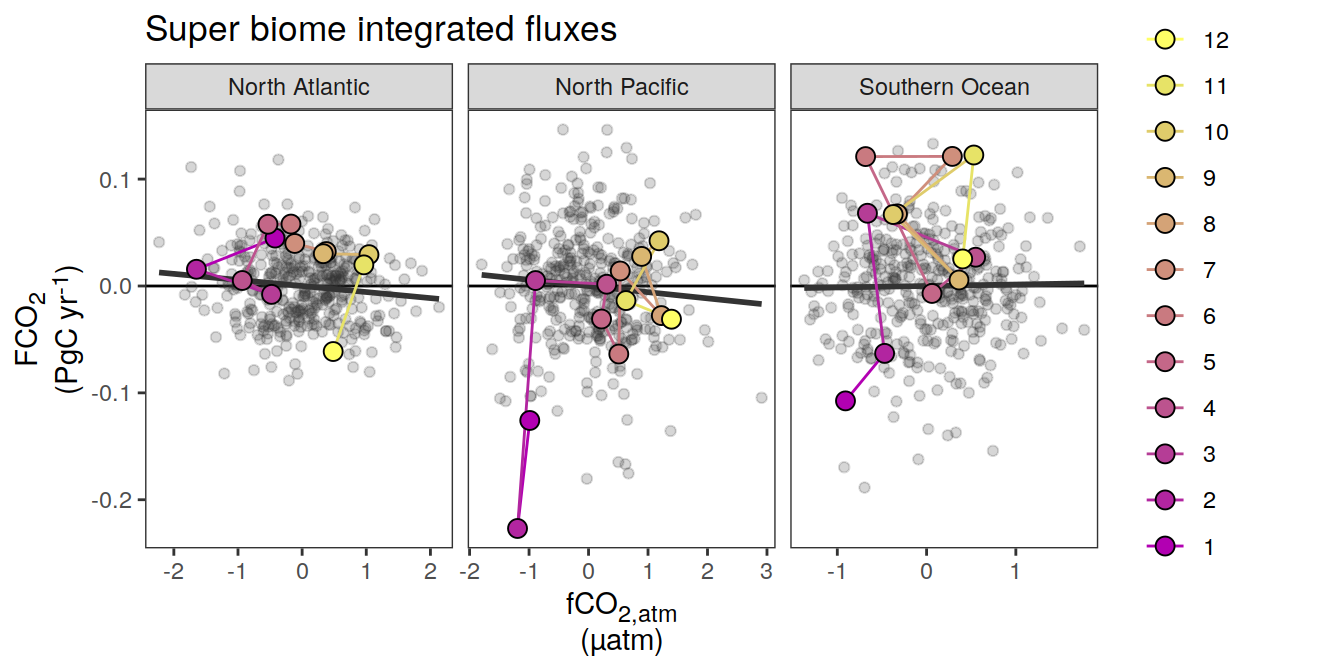 Super biome integrated fluxes
North Atlantic
North Pacific
Southern Ocean
0.1
0.0
-0.1
-0.2
FCO2
(PgC yr-1)
-2 -1 0 1 2
-2 -1 0 1 2 3
-1 0 1
fCO2,atm
(µatm)
12
11
10
9
8
7
6
5
4
3
2
1